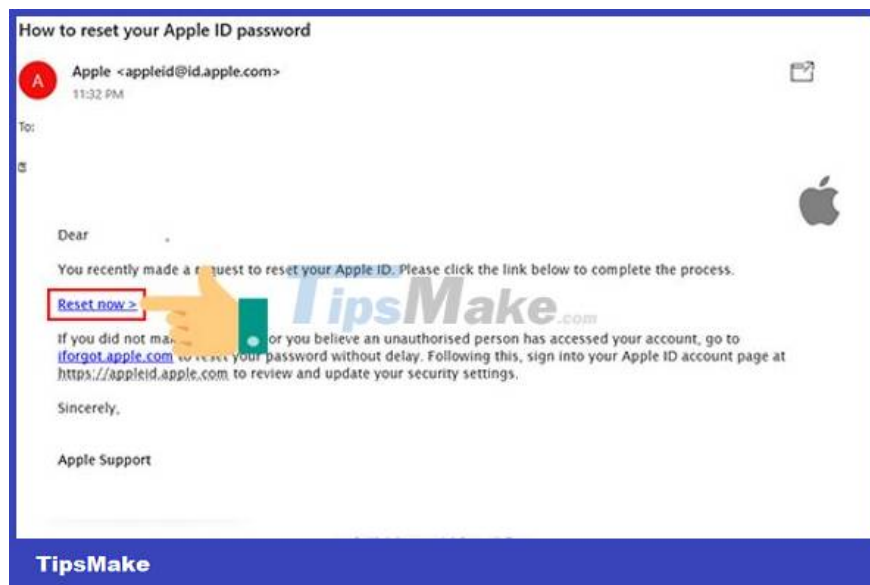 How to reset your Apple ID password
A
Apple <appleid@id.apple.com>
11:32 PM
To:
Dear ,
You recently made a request to reset your Apple ID. Please click the link below to complete the process.
Reset now >
If you did not or you believe an unauthorised person has accessed your account, go to
iforgot.apple.com to reset your password without delay. Following this, sign into your Apple ID account page at
https://appleid.apple.com to review and update your security settings.
Sincerely,
Apple Support
TipsMake.com
TipsMake